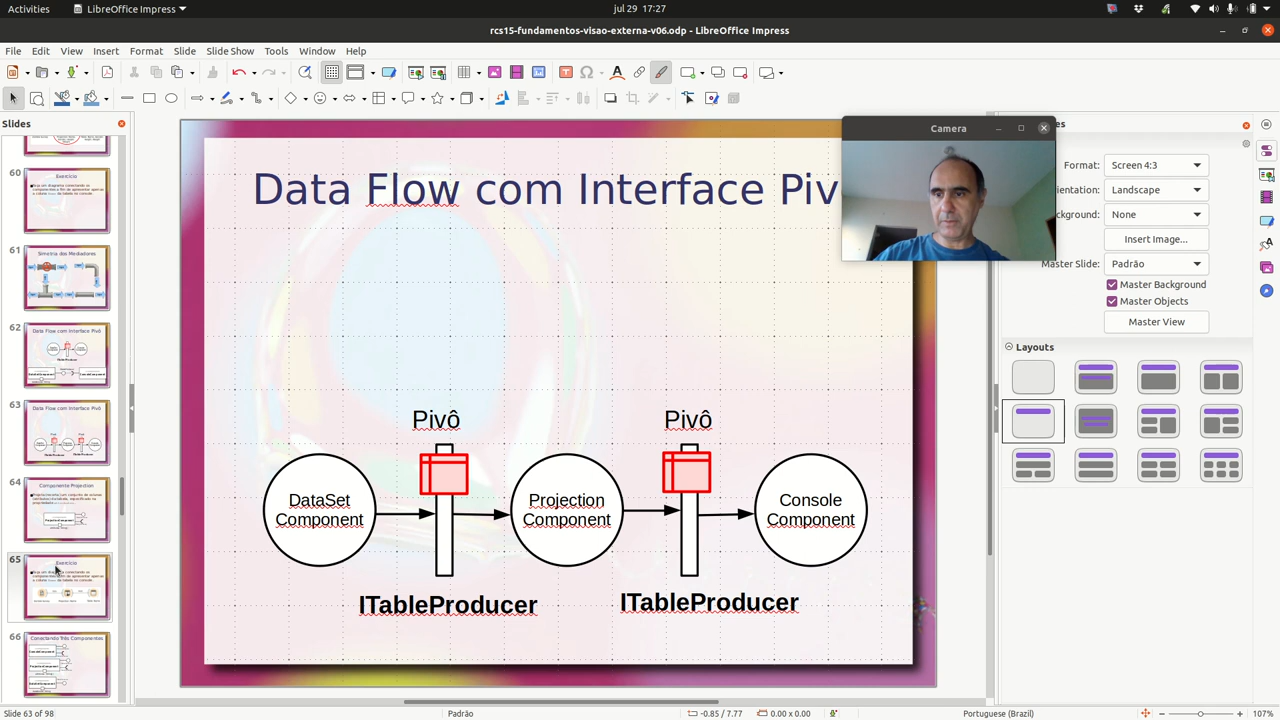 Activities
LibreOffice Impress
jul 29 17:27
rcs15-fundamentos-visao-externa-v06.odp - LibreOffice Impress
File Edit View Insert Format Slide Slide Show Tools Window Help
Slides
60
Exercício
61
Simetria dos Mediadores
62
Data Flow com Interface Pivô
63
Data Flow com Interface Pivô
64
Componente Projection
65
Exercício
66
Conectando Três Componentes
Data Flow com Interface Piv
Pivô
Pivô
DataSet
Component
Projection
Component
Console
Component
ITableProducer
ITableProducer
Camera
Format: Screen 4:3
Landscape
None
Insert Image...
Master Slide: Padrão
Master Background
Master Objects
Master View
Layouts
Slide 63 of 98
Padrão
-0.85 / 7.77
0.00 x 0.00
Portuguese (Brazil)
107%